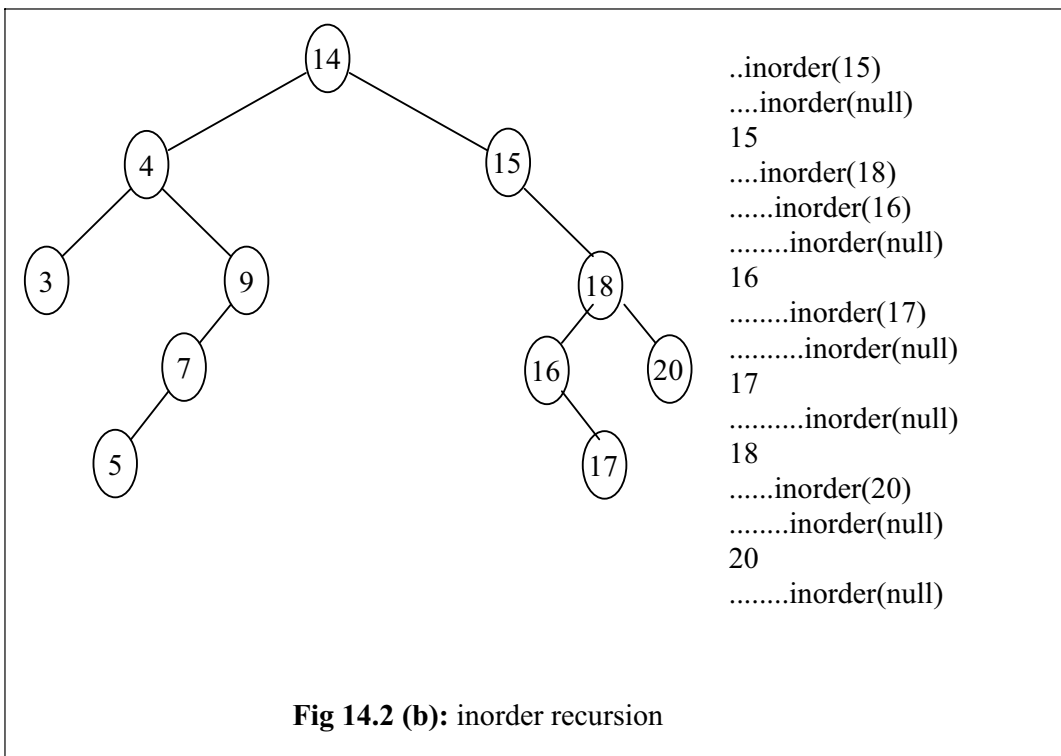 14
4
15
3
9
18
7
16
20
5
17
..inorder(15)
....inorder(null)
15
....inorder(18)
......inorder(16)
........inorder(null)
16
........inorder(17)
..........inorder(null)
17
..........inorder(null)
18
......inorder(20)
........inorder(null)
20
........inorder(null)
Fig 14.2 (b): inorder recursion